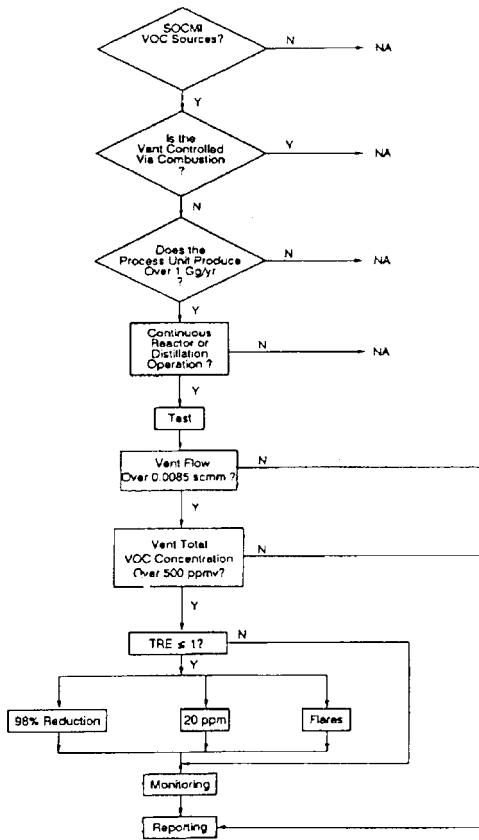 SOCMI
VOC Sources?
N
NA
Y
Is the
Vent Controlled
Via Combustion
?
Y
NA
N
Does the
Process Unit Produce
Over 1 Gg/yr
?
N
NA
Y
Continuous
Reactor or
Distillation
Operation ?
N
NA
Y
Test
Vent Flow
Over 0.0085 scmm ?
N
Y
Vent Total
VOC Concentration
Over 500 ppmv?
N
Y
TRE ≤ 1?
N
Y
98% Reduction
20 ppm
Flares
Monitoring
Reporting